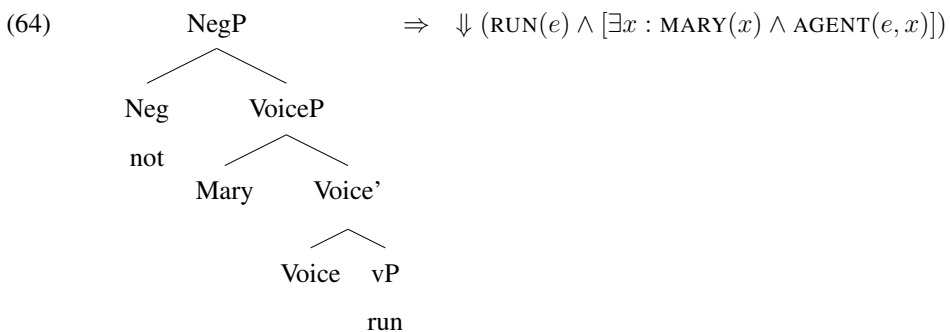 (64) NegP ⇒ ⇓ (RUN(e) ∧ [∃x : MARY(x) ∧ AGENT(e, x)])
Neg VoiceP
not
Mary Voice’
Voice vP
run